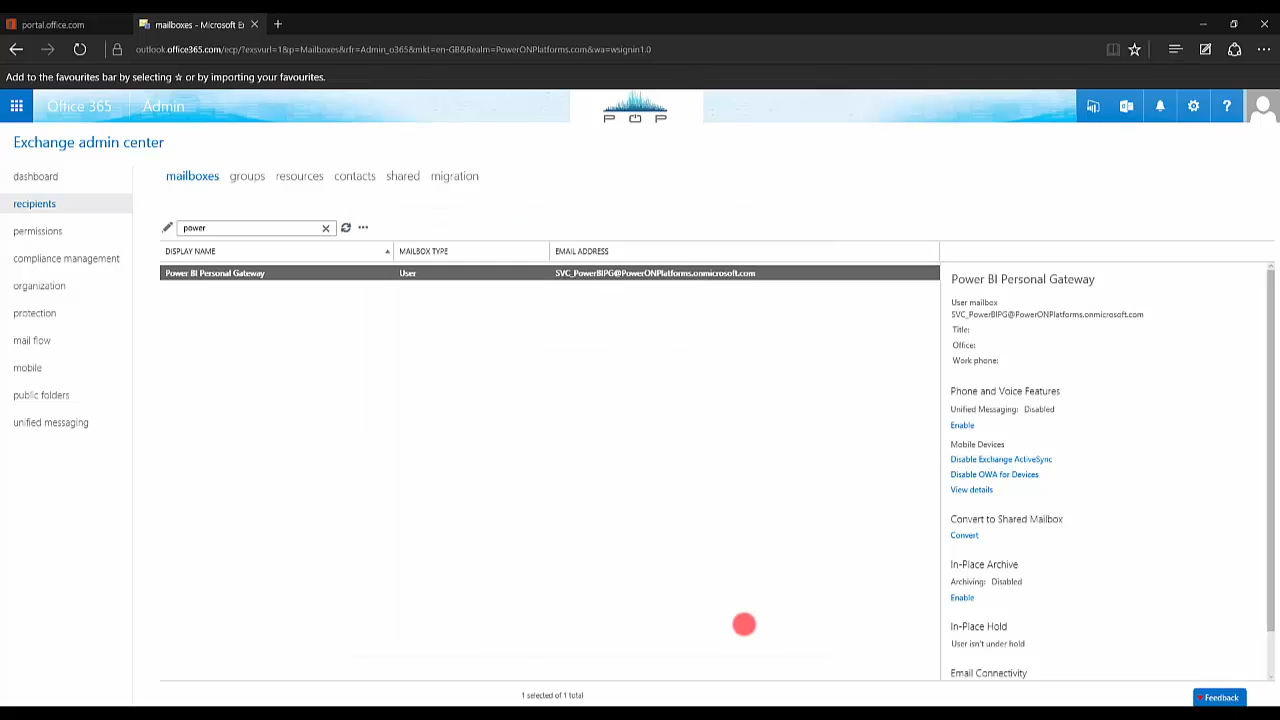 portal.office.com
mailboxes - Microsoft E
outlook.office365.com/ecp/?exsvurl=1&p=Mailboxes&rfr=Admin_o365&mkt=en-GB&Realm=PowerONPlatforms.com&wa=wsignin1.0
Add to the favourites bar by selecting ☆ or by importing your favourites.
Office 365 Admin
P O P
?
Exchange admin center
dashboard
recipients
permissions
compliance management
organization
protection
mail flow
mobile
public folders
unified messaging
mailboxes groups resources contacts shared migration
power
DISPLAY NAME MAILBOX TYPE EMAIL ADDRESS
Power BI Personal Gateway User SVC_PowerBIPG@PowerONPlatforms.onmicrosoft.com
1 selected of 1 total
Power BI Personal Gateway
User mailbox
SVC_PowerBIPG@PowerONPlatforms.onmicrosoft.com
Title:
Office:
Work phone:
Phone and Voice Features
Unified Messaging: Disabled
Enable
Mobile Devices
Disable Exchange ActiveSync
Disable OWA for Devices
View details
Convert to Shared Mailbox
Convert
In-Place Archive
Archiving: Disabled
Enable
In-Place Hold
User isn't under hold
Email Connectivity
Feedback